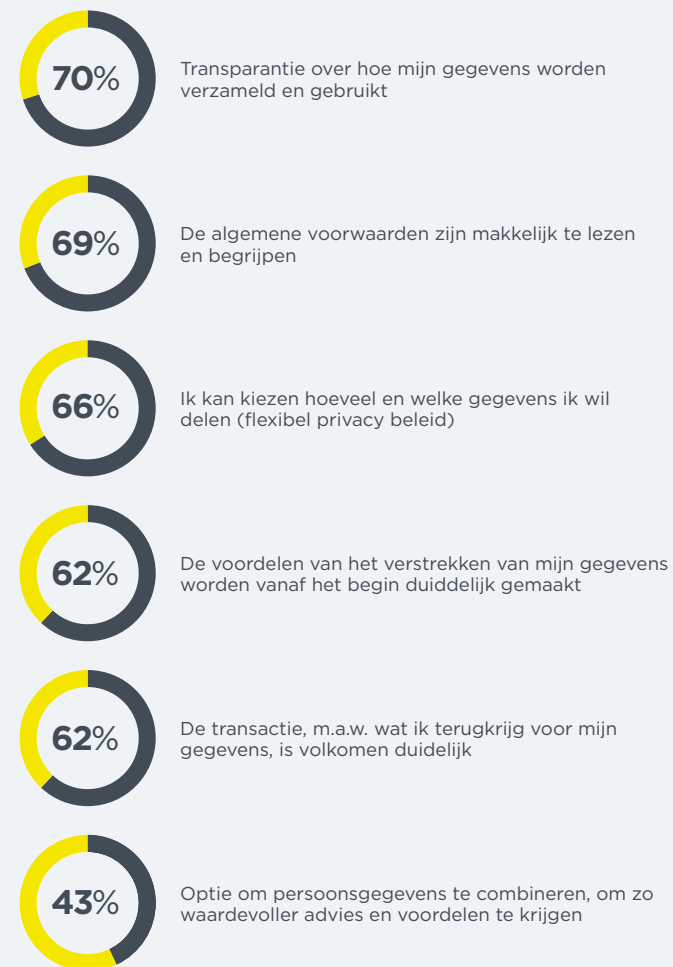 70%
Transparantie over hoe mijn gegevens worden
verzameld en gebruikt
69%
De algemene voorwaarden zijn makkelijk te lezen
en begrijpen
66%
Ik kan kiezen hoeveel en welke gegevens ik wil
delen (flexibel privacy beleid)
62%
De voordelen van het verstrekken van mijn gegevens
worden vanaf het begin duiddelijk gemaakt
62%
De transactie, m.a.w. wat ik terugkrijg voor mijn
gegevens, is volkomen duidelijk
43%
Optie om persoonsgegevens te combineren, om zo
waardevoller advies en voordelen te krijgen